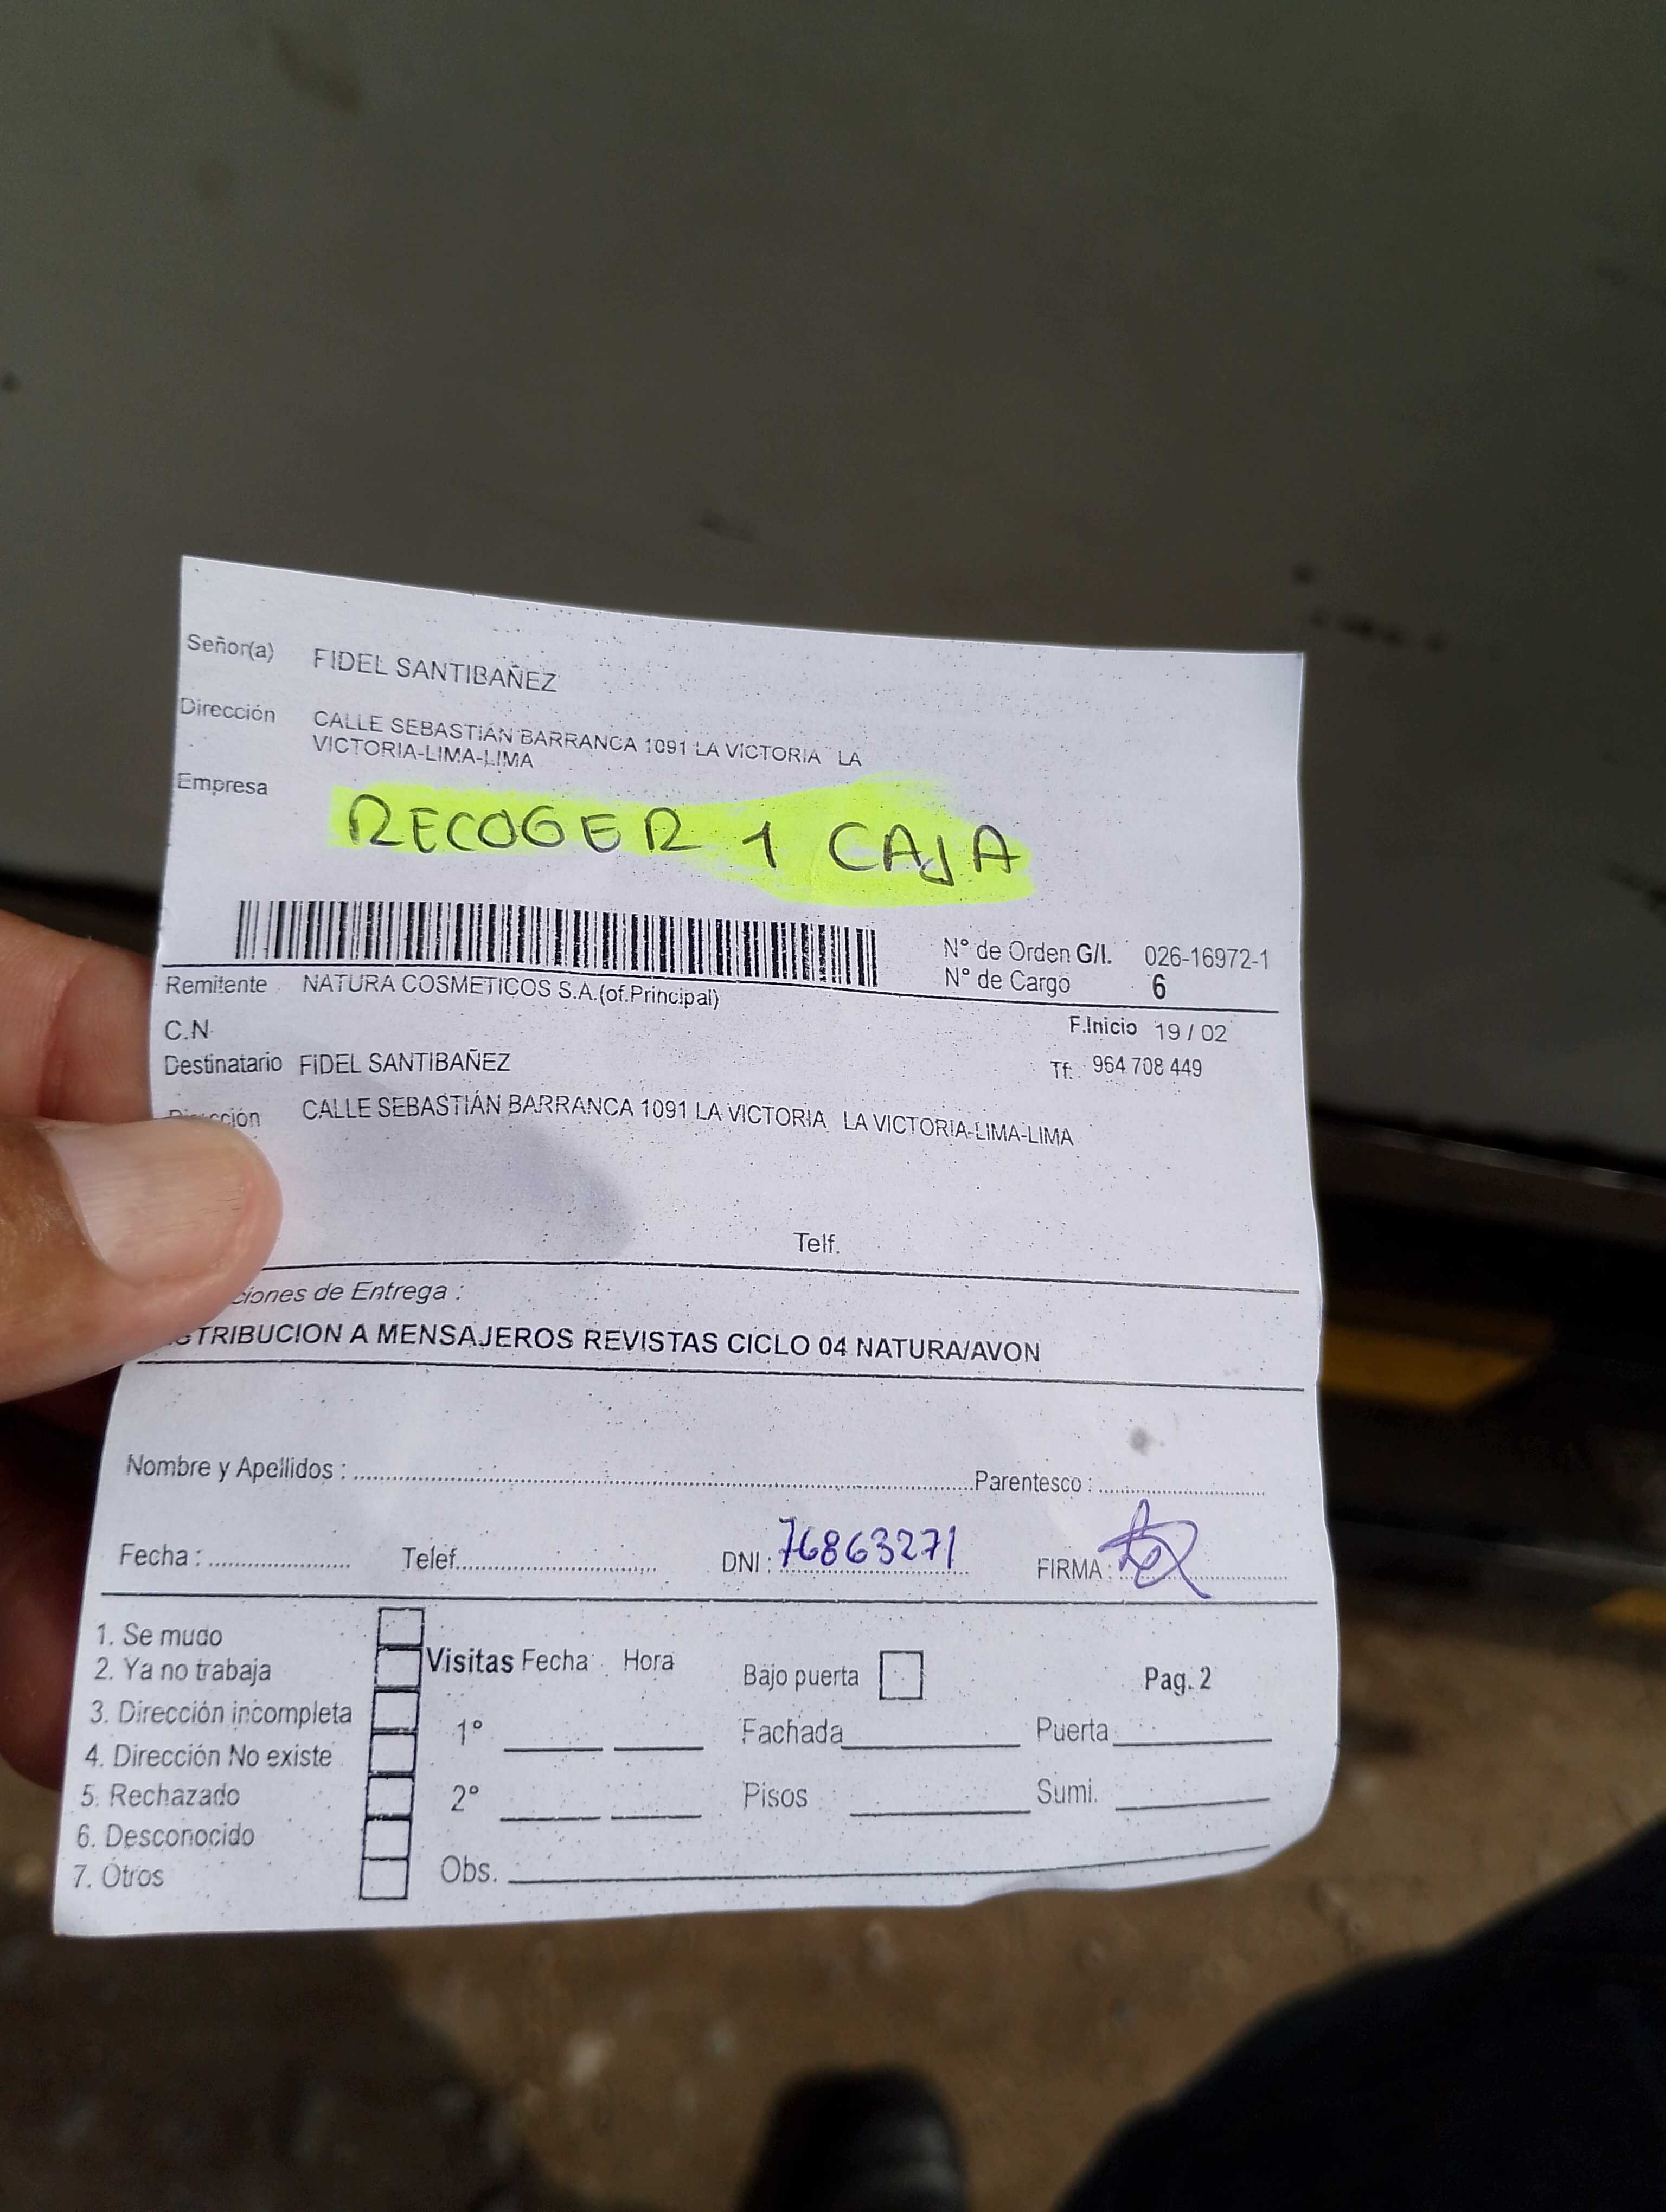 Señor(a) FIDEL SANTIBAÑEZ
Dirección CALLE SEBASTIÁN BARRANCA 1091 LA VICTORIA LA
VICTORIA-LIMA-LIMA
Empresa
RECOGER 1 CAJA
N° de Orden G/I. 026-16972-1
N° de Cargo 6
Remitente NATURA COSMETICOS S.A.(of.Principal)
C.N F.Inicio 19 / 02
Destinatario FIDEL SANTIBAÑEZ Tf: 964 708 449
CALLE SEBASTIÁN BARRANCA 1091 LA VICTORIA LA VICTORIA-LIMA-LIMA
Telf.
ciones de Entrega :
STRIBUCION A MENSAJEROS REVISTAS CICLO 04 NATURA/AVON
Nombre y Apellidos : Parentesco :
Fecha : Telef. DNI : 76863271 FIRMA :
1. Se mudo
2. Ya no trabaja
3. Dirección incompleta
4. Dirección No existe
5. Rechazado
6. Desconocido
7. Otros
Visitas Fecha Hora Bajo puerta Pag. 2
1° Fachada Puerta
2° Pisos Sumi.
Obs.